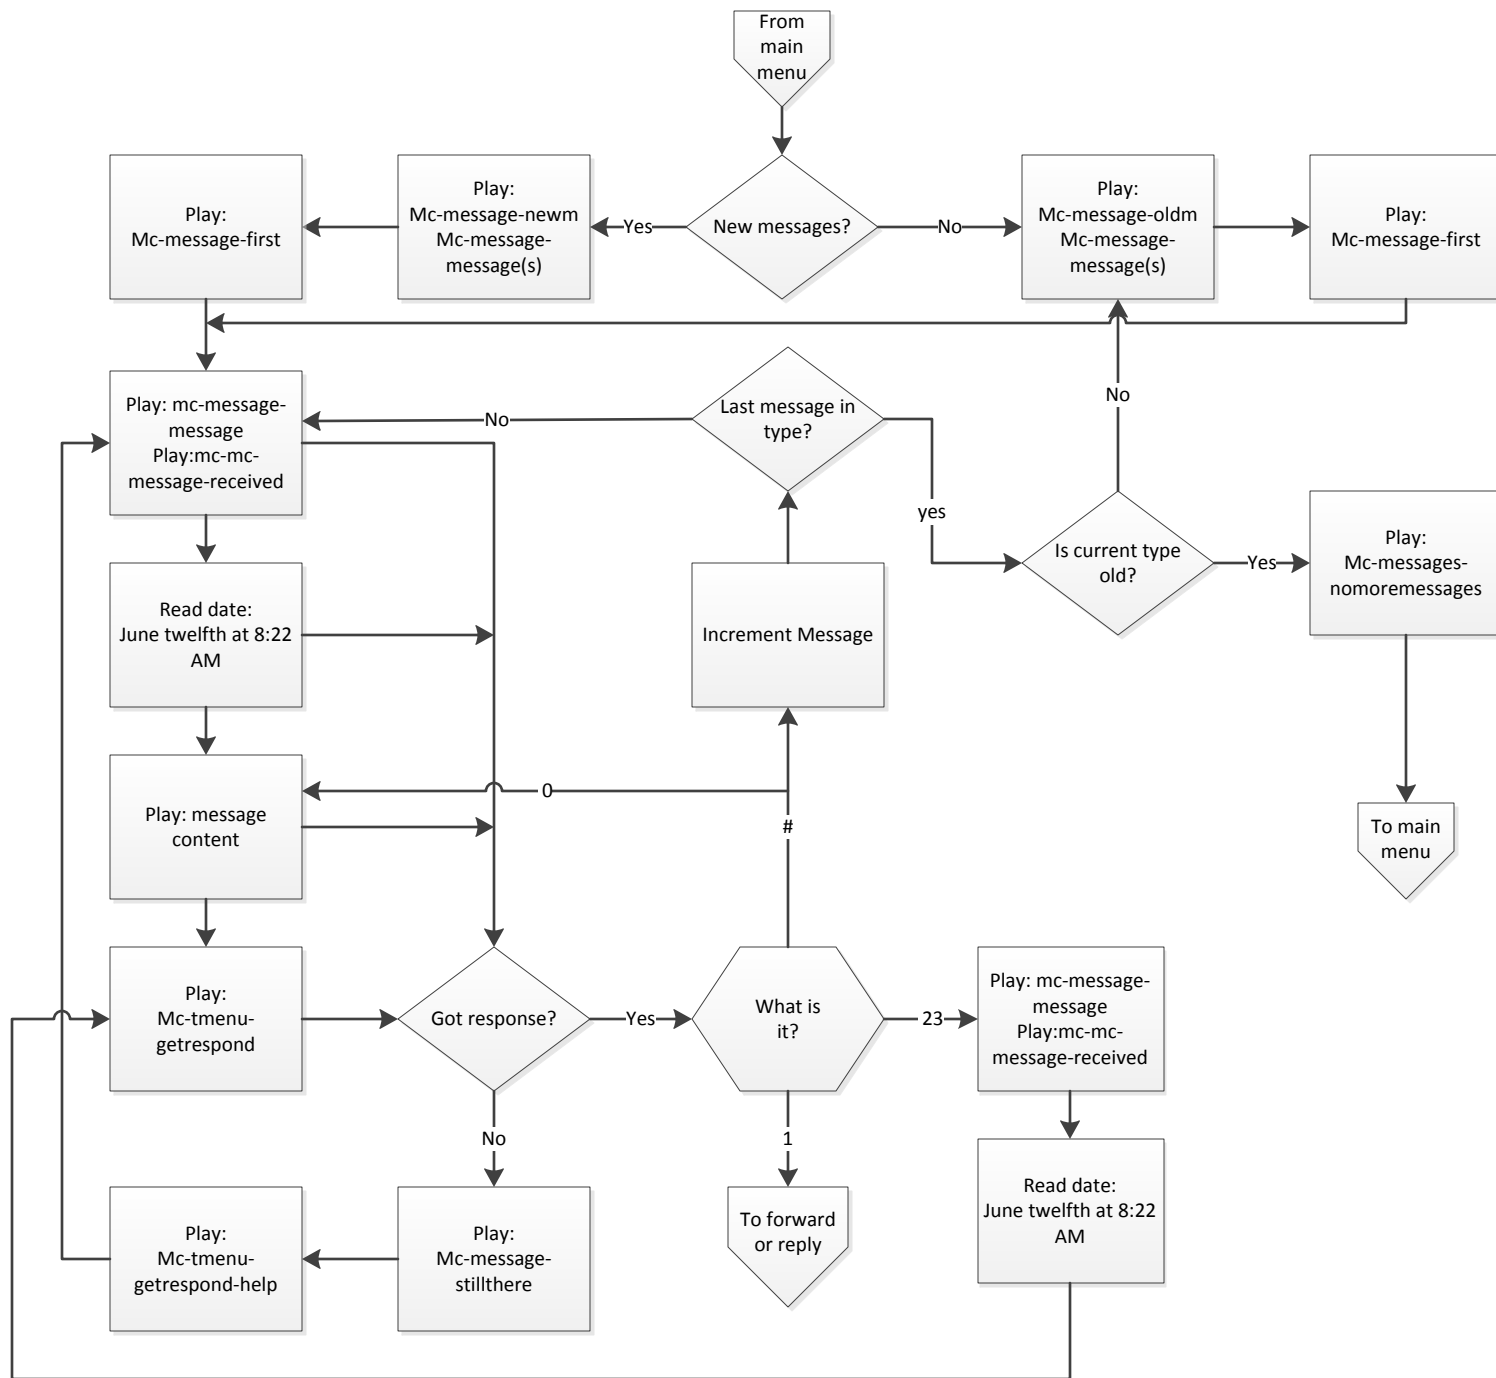 From
main
menu
Play:
Mc-message-first
Play:
Mc-message-newm
Mc-message-
message(s)
Yes
New messages?
No
Play:
Mc-message-oldm
Mc-message-
message(s)
Play:
Mc-message-first
Play: mc-message-
message
Play:mc-mc-
message-received
No
Last message in
type?
yes
No
Is current type
old?
Yes
Play:
Mc-messages-
nomoremessages
Read date:
June twelfth at 8:22
AM
Increment Message
Play: message
content
0
#
To main
menu
Play:
Mc-tmenu-
getrespond
Got response?
Yes
What is
it?
23
Play: mc-message-
message
Play:mc-mc-
message-received
No
1
Play:
Mc-tmenu-
getrespond-help
Play:
Mc-message-
stillthere
To forward
or reply
Read date:
June twelfth at 8:22
AM